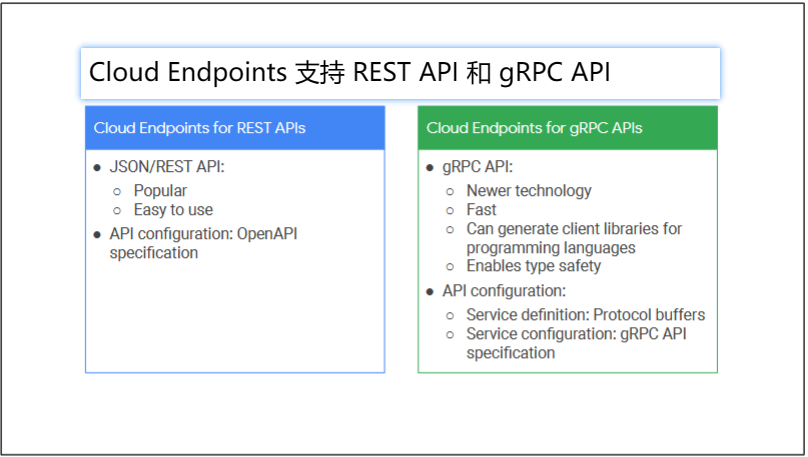 Cloud Endpoints 支持 REST API 和 gRPC API
Cloud Endpoints for REST APIs
● JSON/REST API:
○ Popular
○ Easy to use
● API configuration: OpenAPI
specification
Cloud Endpoints for gRPC APIs
● gRPC API:
○ Newer technology
○ Fast
○ Can generate client libraries for
programming languages
○ Enables type safety
● API configuration:
○ Service definition: Protocol buffers
○ Service configuration: gRPC API
specification